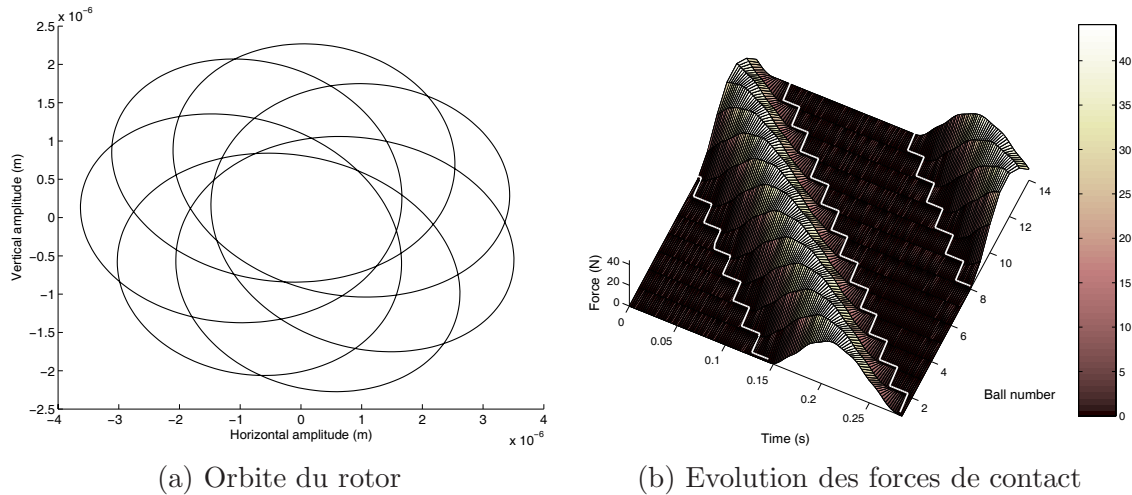 x 10⁻⁶
2.5
2
1.5
1
0.5
0
−0.5
−1
−1.5
−2
−2.5
Vertical amplitude (m)
−4 −3 −2 −1 0 1 2 3 4
Horizontal amplitude (m)
x 10⁻⁶
(a) Orbite du rotor
40
20
0
Force (N)
0 0.05 0.1 0.15 0.2 0.25
Time (s)
2 4 6 8 10 12 14
Ball number
40
35
30
25
20
15
10
5
0
(b) Evolution des forces de contact